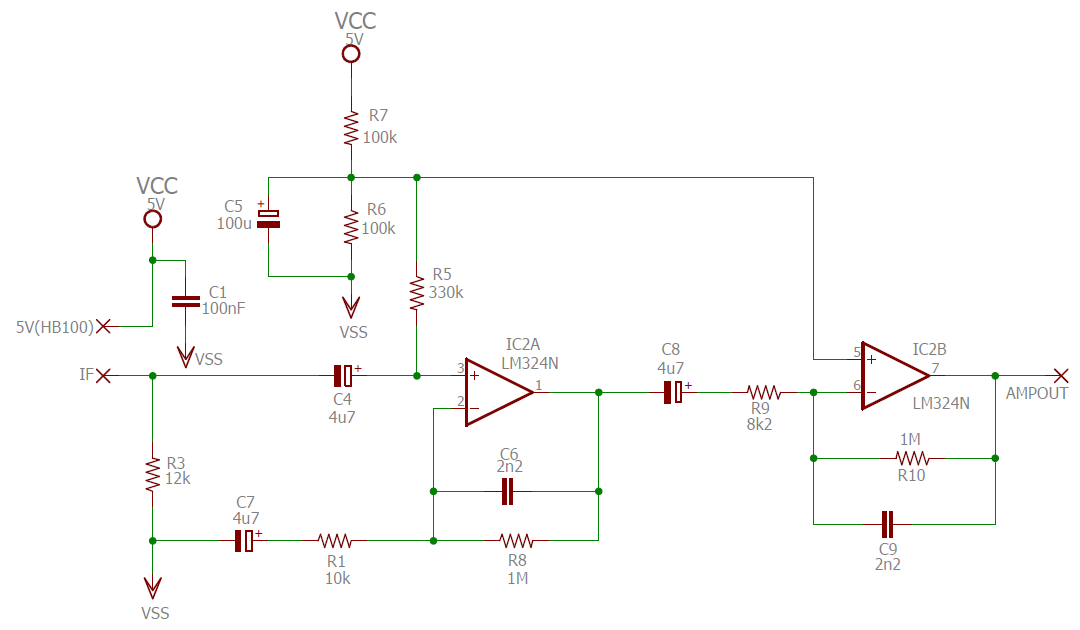 VCC
5V
R7
100k
VCC
5V
C5
100u
+
R6
100k
R5
330k
C1
100nF
5V(HB100)
VSS
VSS
IF
C4
4u7
+
IC2A
LM324N
3
+
2
−
1
C8
4u7
+
R9
8k2
IC2B
LM324N
5
+
6
−
7
AMPOUT
R3
12k
C6
2n2
1M
R10
C7
4u7
+
R1
10k
R8
1M
C9
2n2
VSS